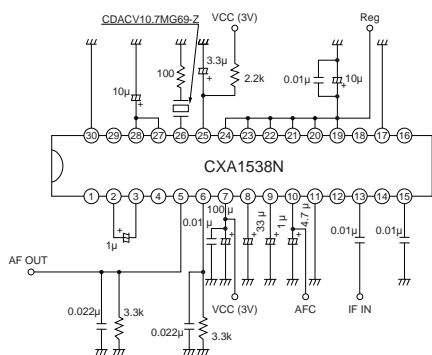 CDACV10.7MG69-Z
VCC (3V)
Reg
100
3.3μ
2.2k
0.01μ
10μ
10μ
30 29 28 27 26 25 24 23 22 21 20 19 18 17 16
CXA1538N
1 2 3 4 5 6 7 8 9 10 11 12 13 14 15
1μ
0.01μ
100μ
33μ
1μ
4.7μ
0.01μ
0.01μ
AF OUT
0.022μ
3.3k
0.022μ
3.3k
VCC (3V)
AFC
IF IN